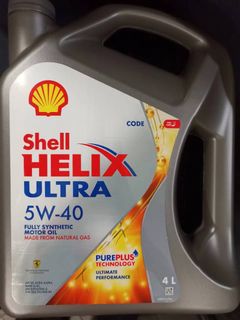 CODE
Shell
HELIX
ULTRA
5W-40
FULLY SYNTHETIC
MOTOR OIL
MADE FROM NATURAL GAS
PUREPLUS
TECHNOLOGY
ULTIMATE
PERFORMANCE
4 L